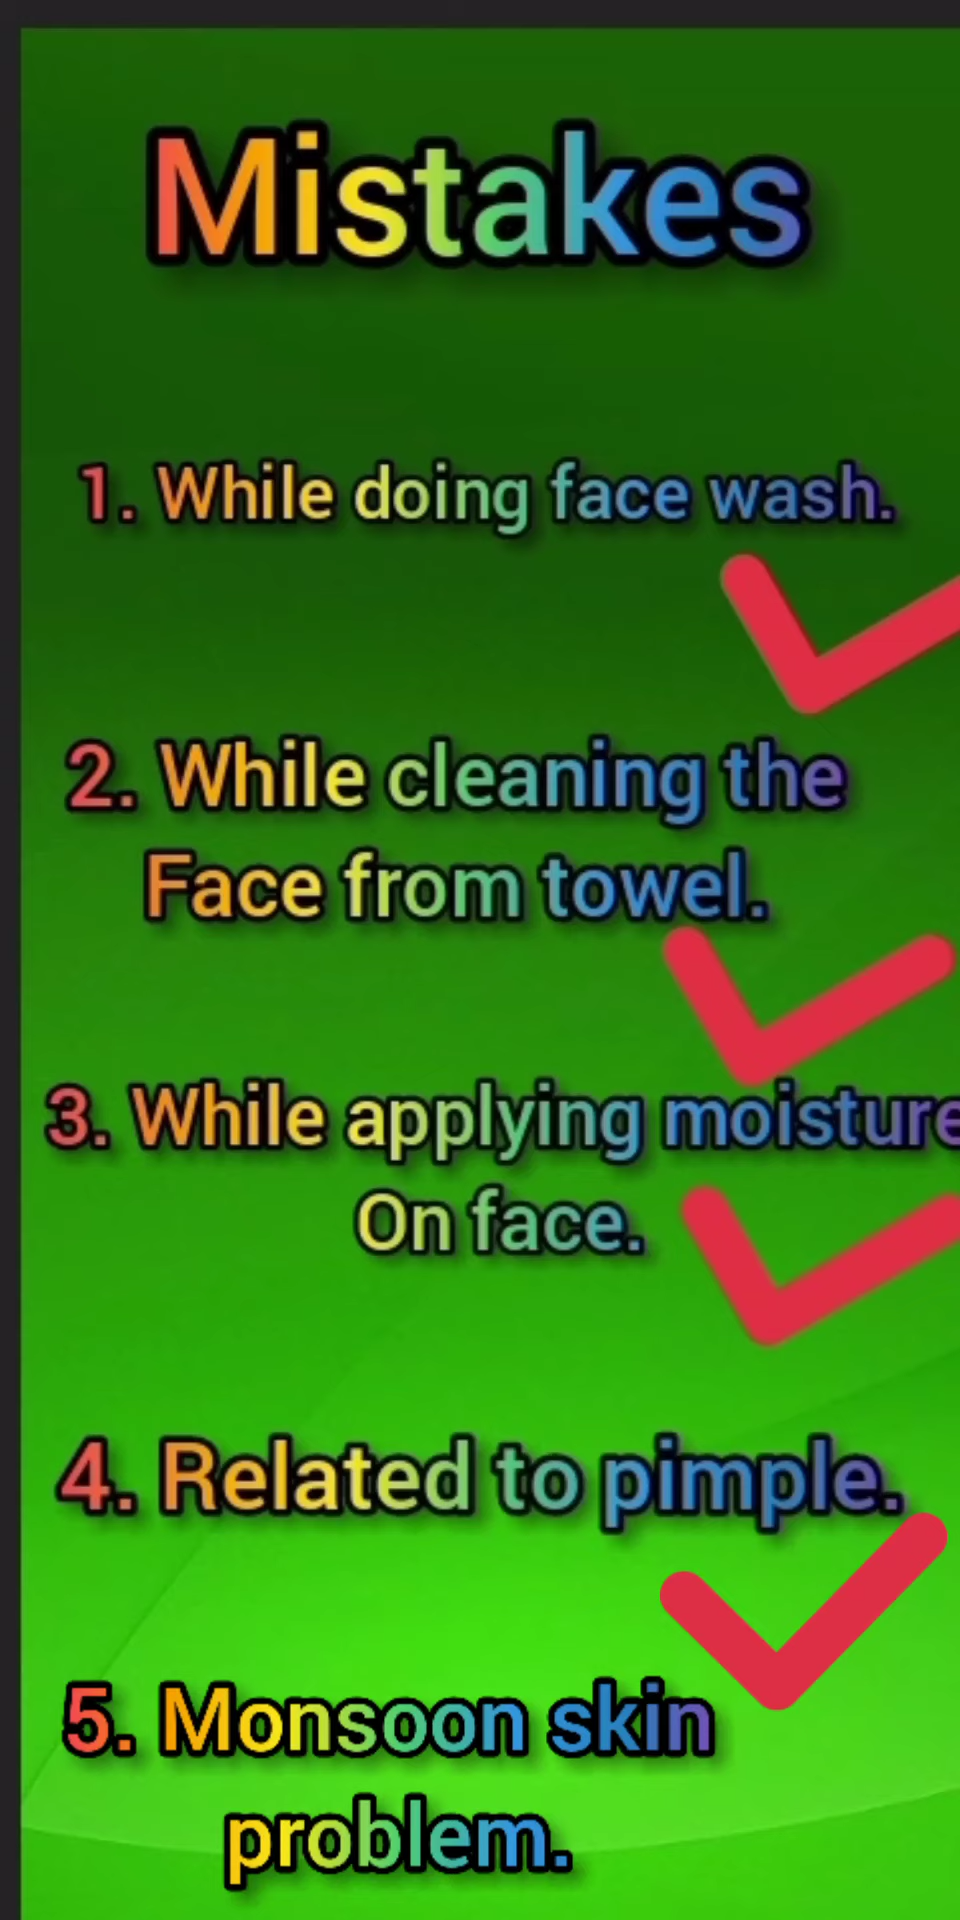 Mistakes
1. While doing face wash.
2. While cleaning the
Face from towel.
3. While applying moisture
On face.
4. Related to pimple.
5. Monsoon skin
problem.